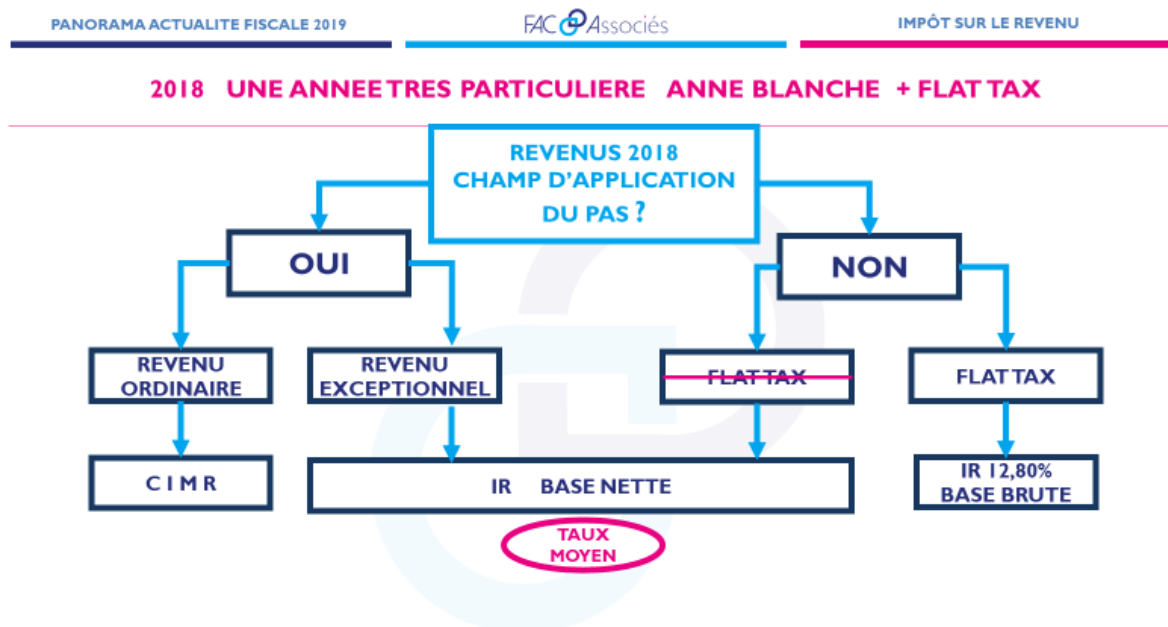 PANORAMA ACTUALITE FISCALE 2019
FAC Associés
IMPÔT SUR LE REVENU
2018 UNE ANNEE TRES PARTICULIERE ANNE BLANCHE + FLAT TAX
REVENUS 2018
CHAMP D'APPLICATION
DU PAS ?
OUI
NON
REVENU
ORDINAIRE
REVENU
EXCEPTIONNEL
FLAT TAX
FLAT TAX
C I M R
IR BASE NETTE
IR 12,80%
BASE BRUTE
TAUX
MOYEN